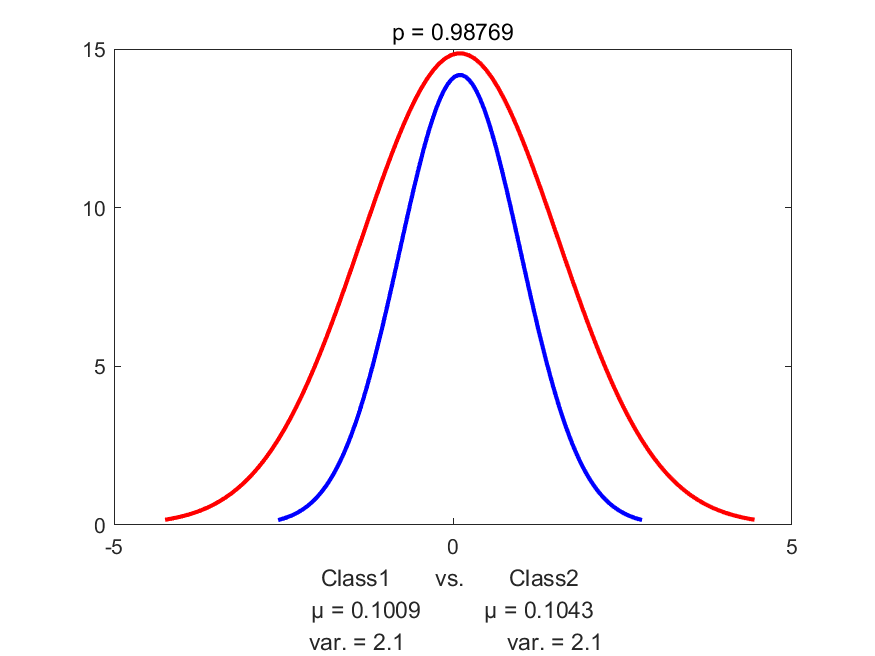 p = 0.98769
15
10
5
0
-5 0 5
Class1 vs. Class2
μ = 0.1009 μ = 0.1043
var. = 2.1 var. = 2.1